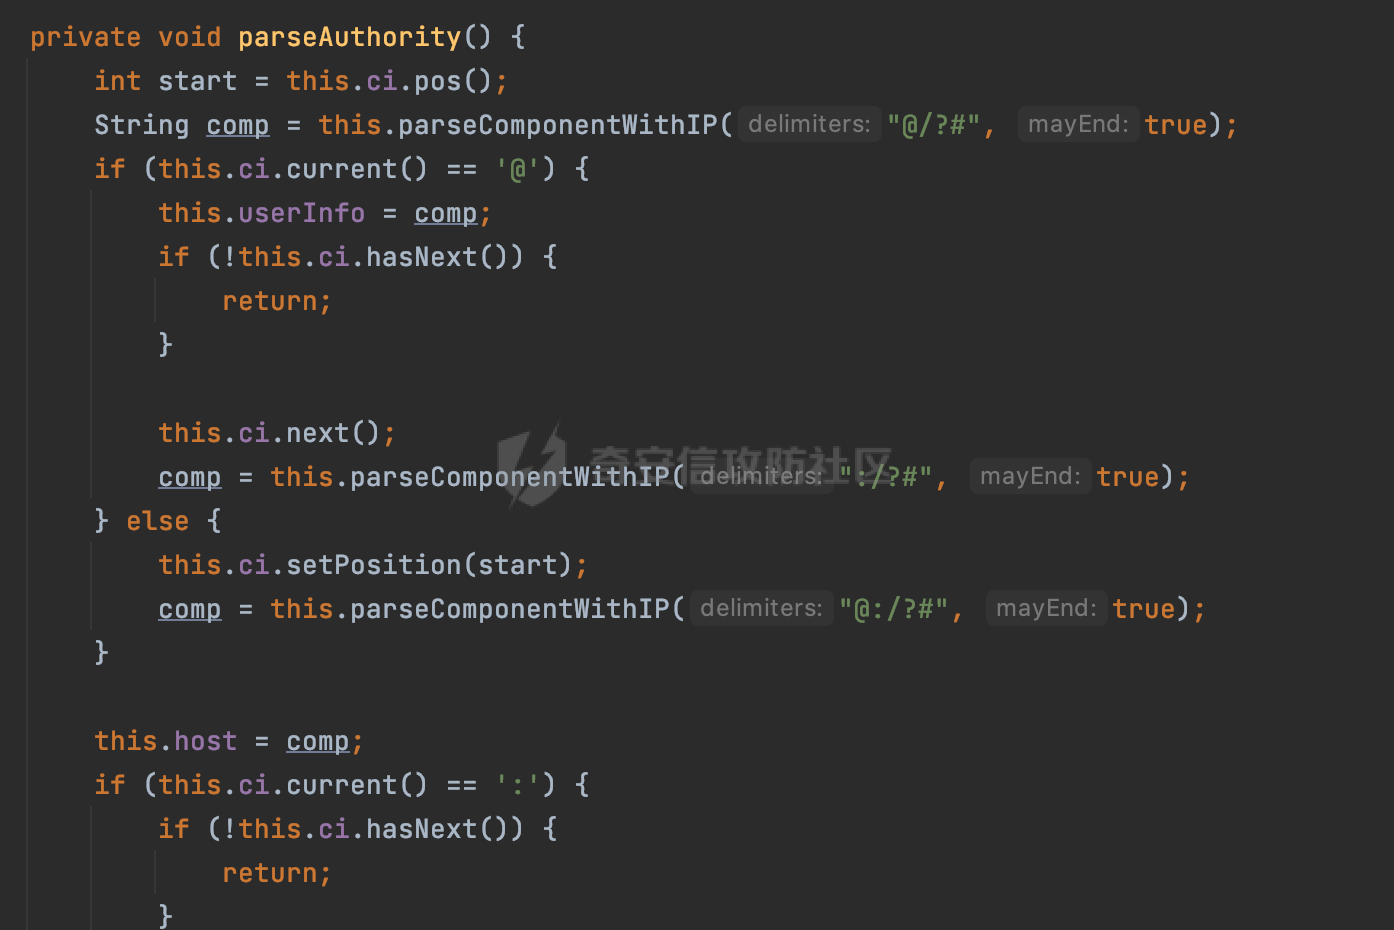 private void parseAuthority() {
    int start = this.ci.pos();
    String comp = this.parseComponentWithIP( delimiters: "@/?#", mayEnd: true);
    if (this.ci.current() == '@') {
        this.userInfo = comp;
        if (!this.ci.hasNext()) {
            return;
        }

        this.ci.next();
奇安信攻防社区
        comp = this.parseComponentWithIP( delimiters: ":/?#", mayEnd: true);
    } else {
        this.ci.setPosition(start);
        comp = this.parseComponentWithIP( delimiters: "@:/?#", mayEnd: true);
    }

    this.host = comp;
    if (this.ci.current() == ':') {
        if (!this.ci.hasNext()) {
            return;
        }